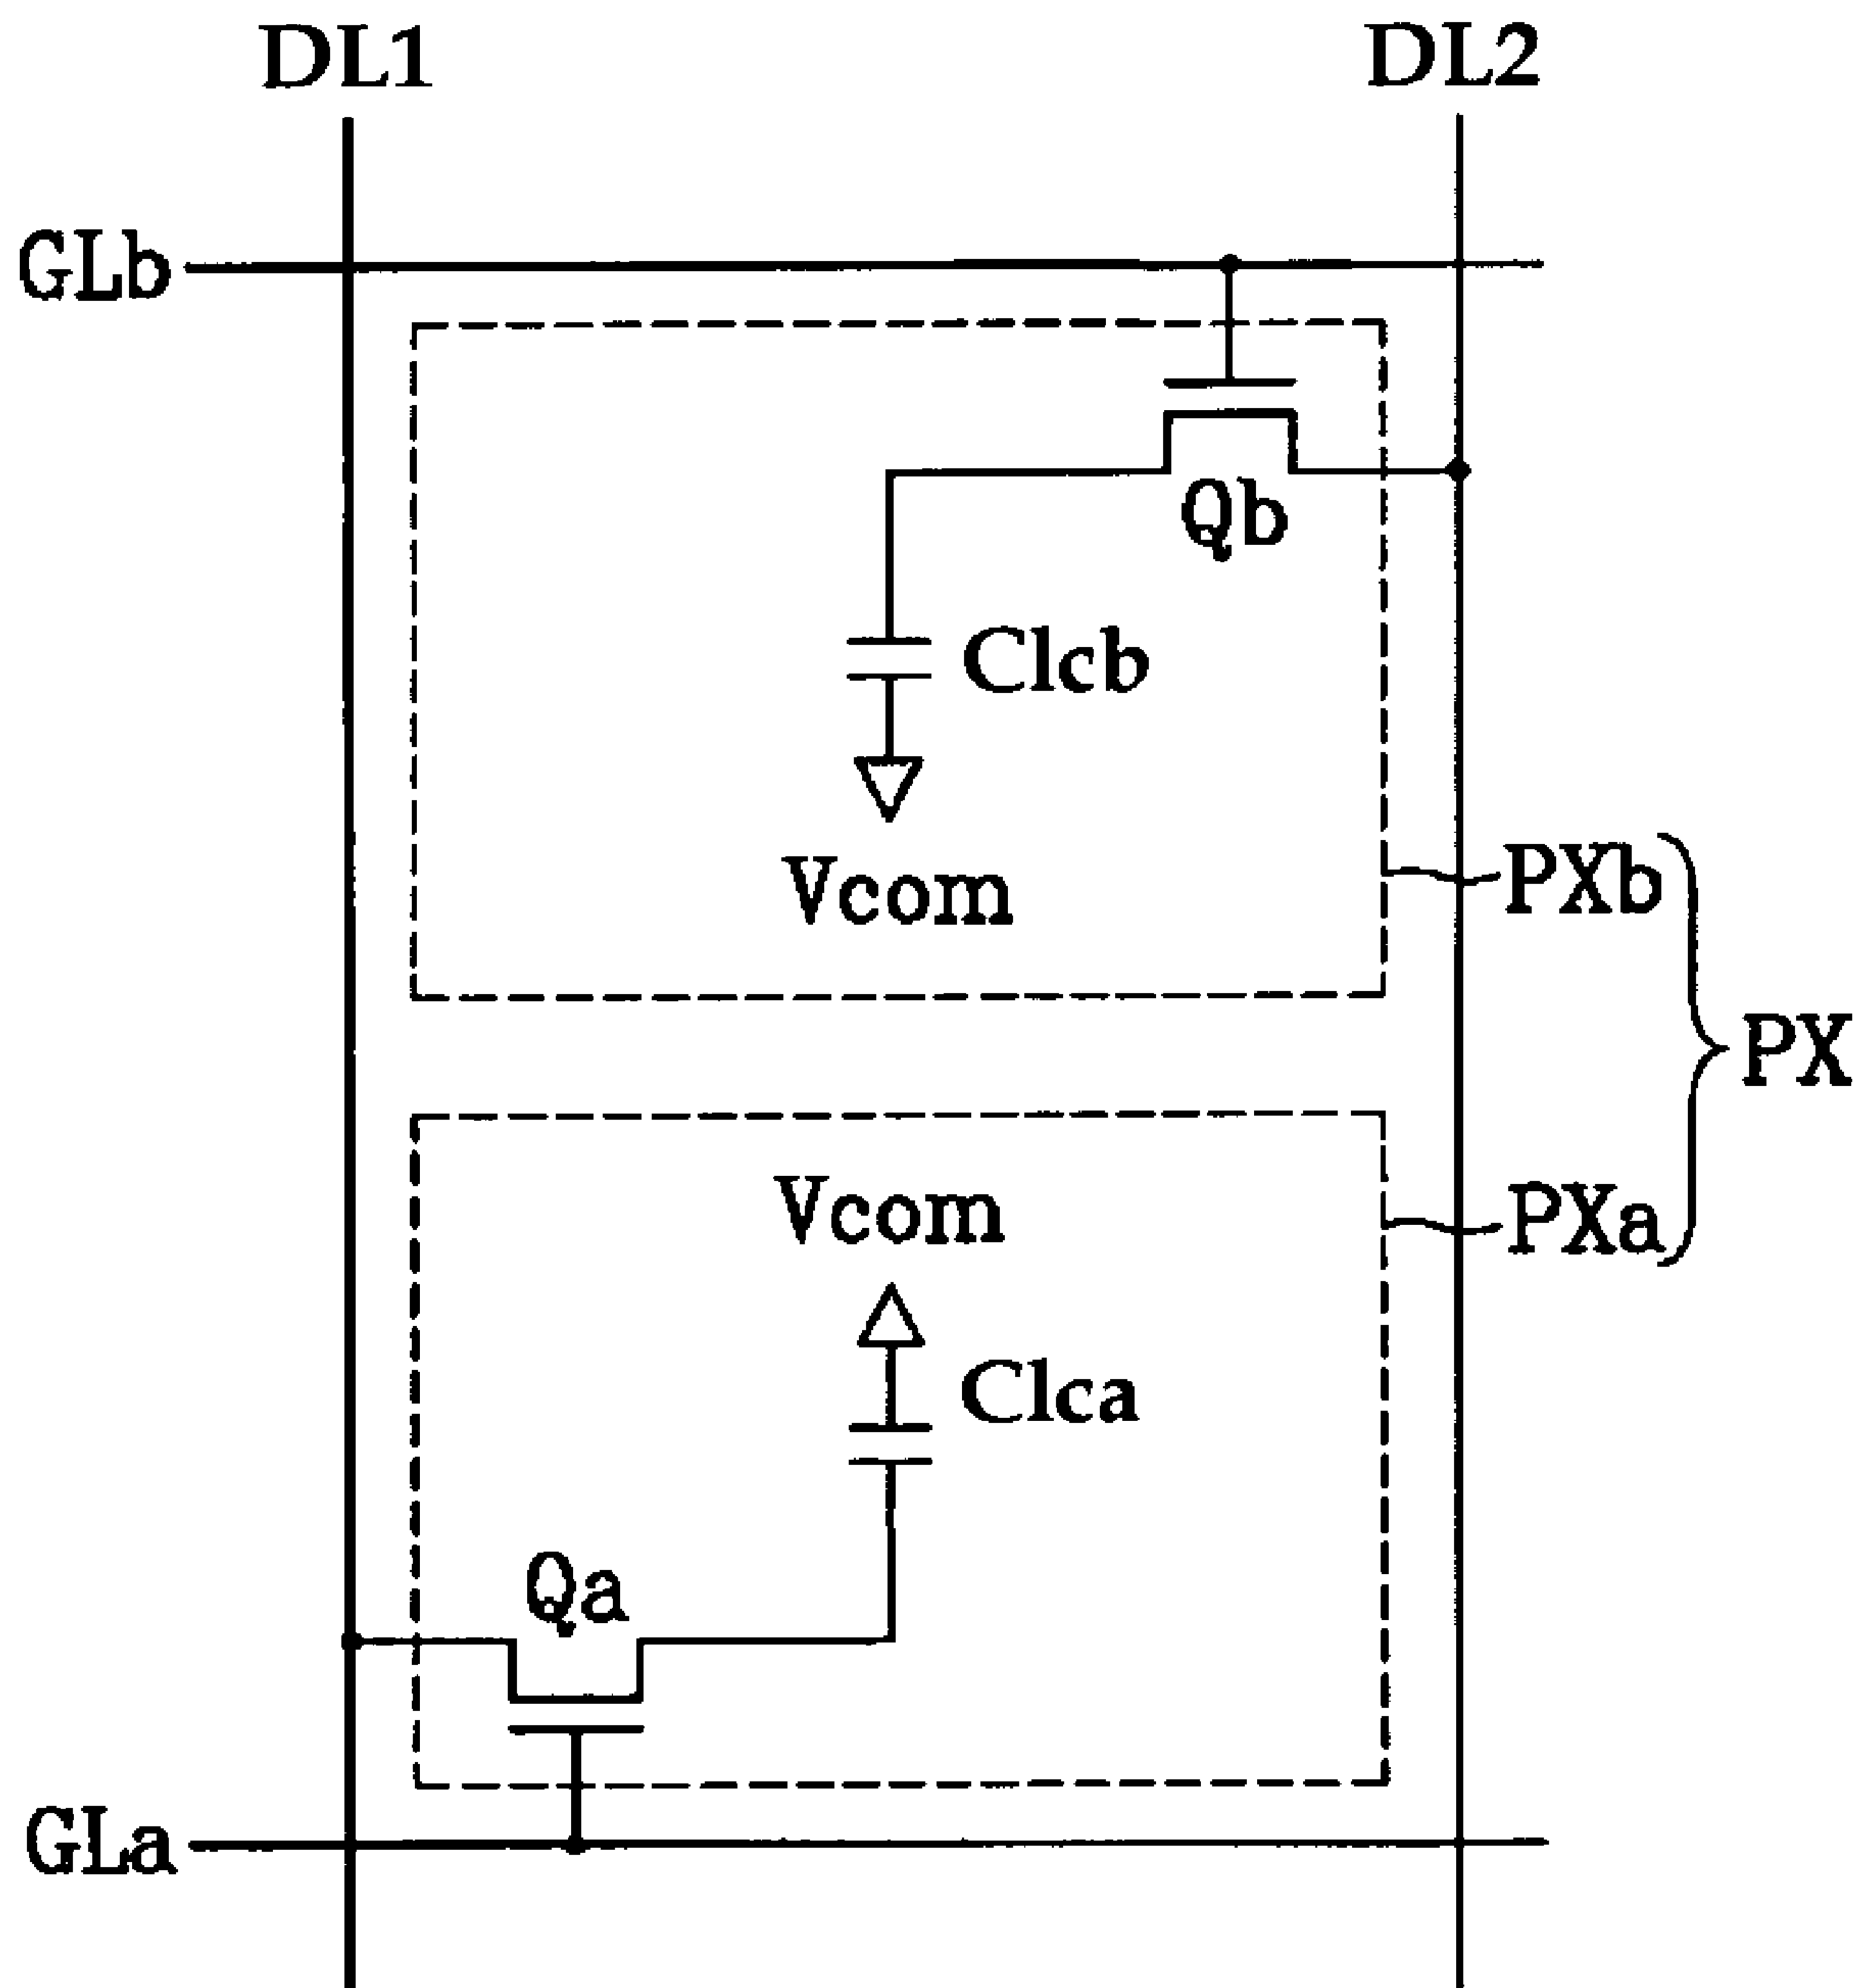 DL1
DL2
GLb
Qb
Clcb
Vcom
PXb
PX
PXa
Vcom
Clca
Qa
GLa